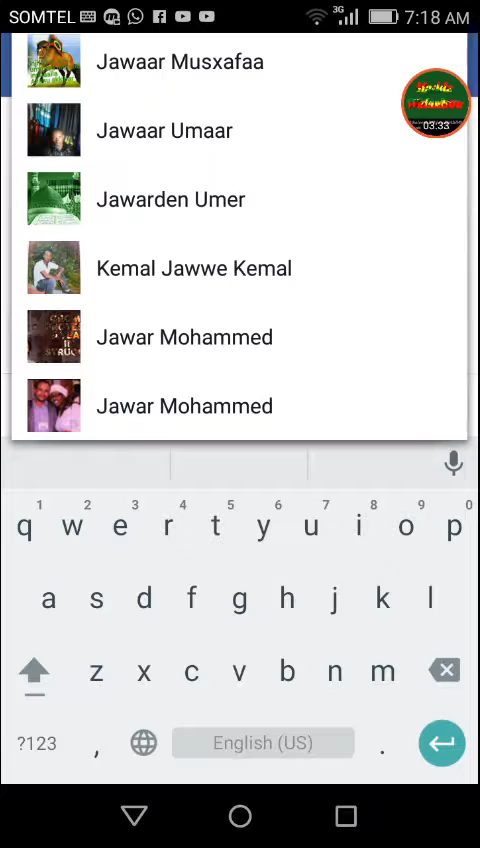 SOMTEL 3G 7:18 AM
Jawaar Musxafaa
03:33
Jawaar Umaar
Jawarden Umer
Kemal Jawwe Kemal
Jawar Mohammed
Jawar Mohammed
1 2 3 4 5 6 7 8 9 0
q w e r t y u i o p
a s d f g h j k l
z x c v b n m
?123 , English (US) .